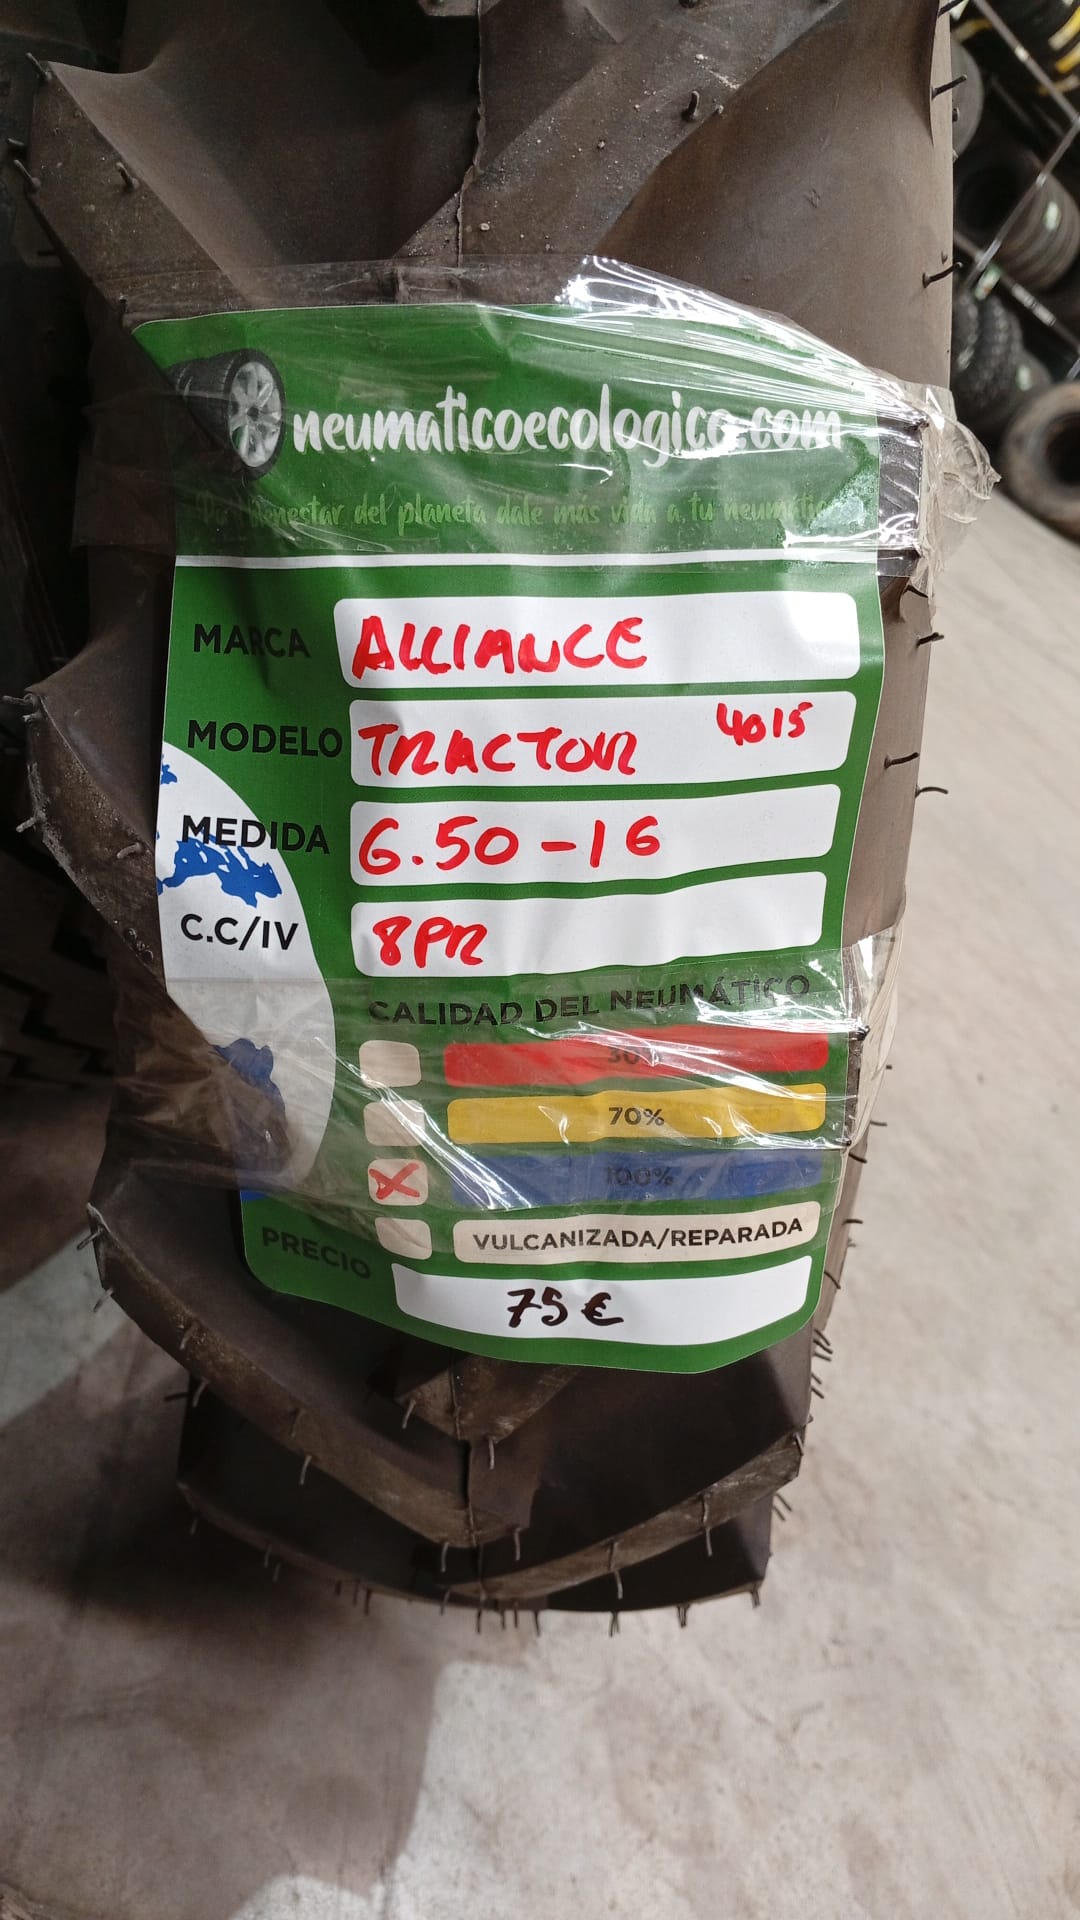 neumaticoecologico.com
Por bienestar del planeta dale más vida a tu neumático
MARCA ALLIANCE
MODELO TRACTOR 4015
MEDIDA 6.50-16
C.C/IV 8PR
CALIDAD DEL NEUMÁTICO
30%
70%
X 100%
VULCANIZADA/REPARADA
PRECIO 75€